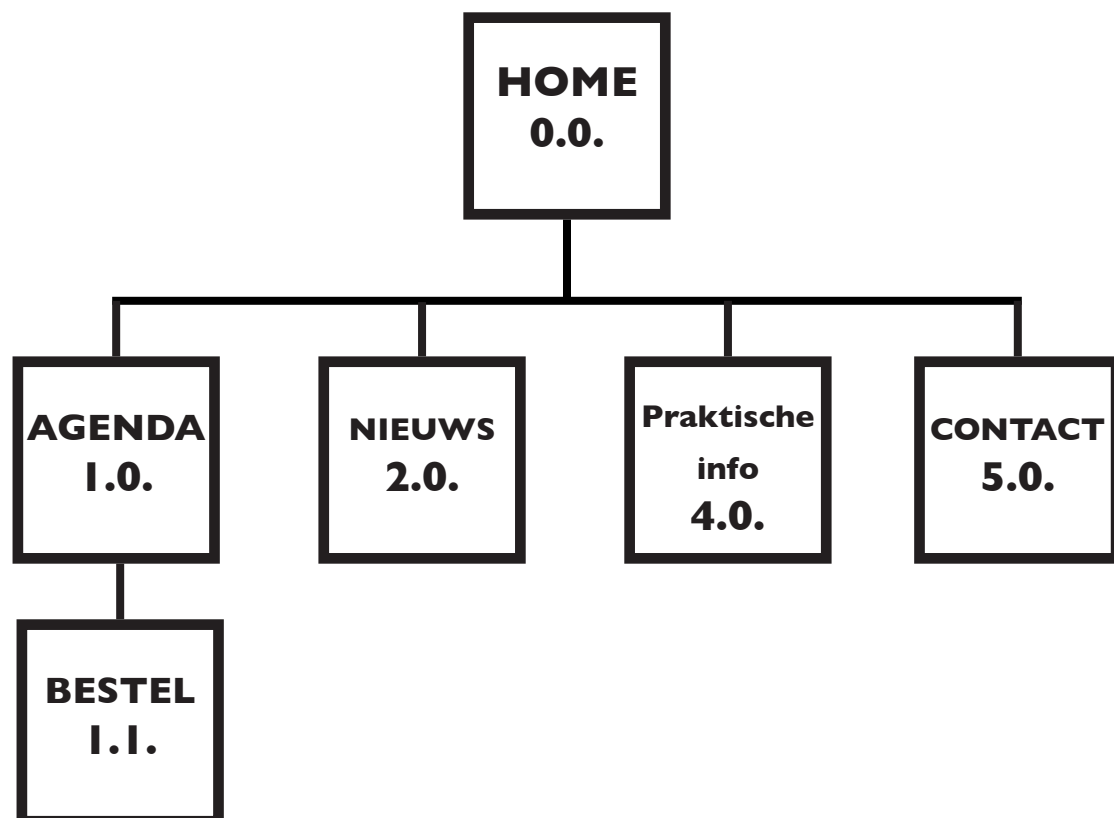 HOME
0.0.
AGENDA
1.0.
NIEUWS
2.0.
Praktische
info
4.0.
CONTACT
5.0.
BESTEL
1.1.